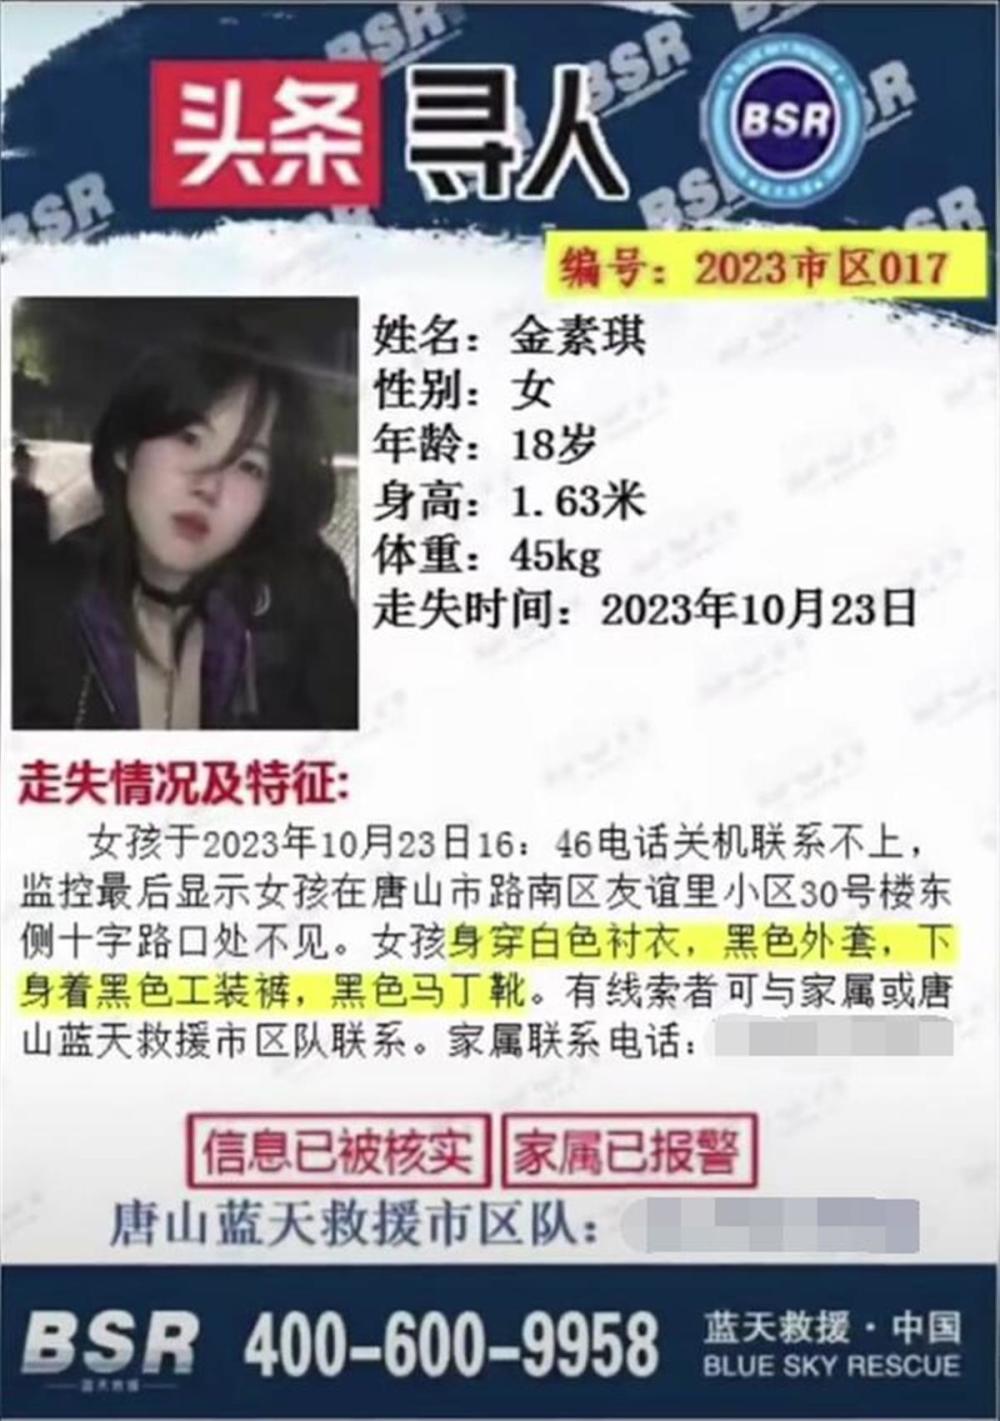 头条 寻人
BSR
编号：2023市区017
姓名：金素琪
性别：女
年龄：18岁
身高：1.63米
体重：45kg
走失时间：2023年10月23日
走失情况及特征:
女孩于2023年10月23日16：46电话关机联系不上，
监控最后显示女孩在唐山市路南区友谊里小区30号楼东
侧十字路口处不见。女孩身穿白色衬衣，黑色外套，下
身着黑色工装裤，黑色马丁靴。有线索者可与家属或唐
山蓝天救援市区队联系。家属联系电话：
信息已被核实 家属已报警
唐山蓝天救援市区队：
BSR
蓝天救援
400-600-9958
蓝天救援·中国
BLUE SKY RESCUE